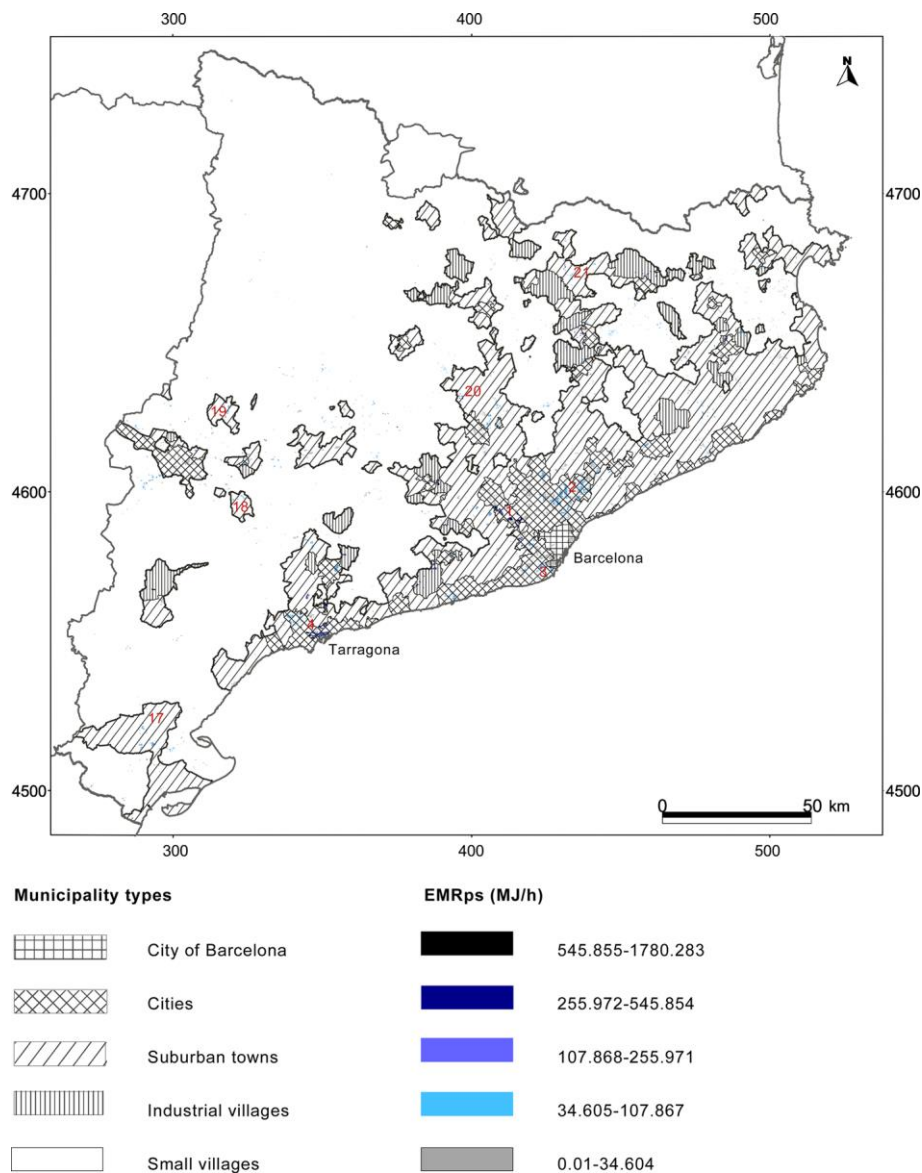 300 400 500
N
4700 4700
21
20
19
4600 18 1 2 4600
Barcelona
3
4
Tarragona
17
4500 4500
0 50 km
300 400 500
Municipality types EMRps (MJ/h)
City of Barcelona 545.855-1780.283
Cities 255.972-545.854
Suburban towns 107.868-255.971
Industrial villages 34.605-107.867
Small villages 0.01-34.604